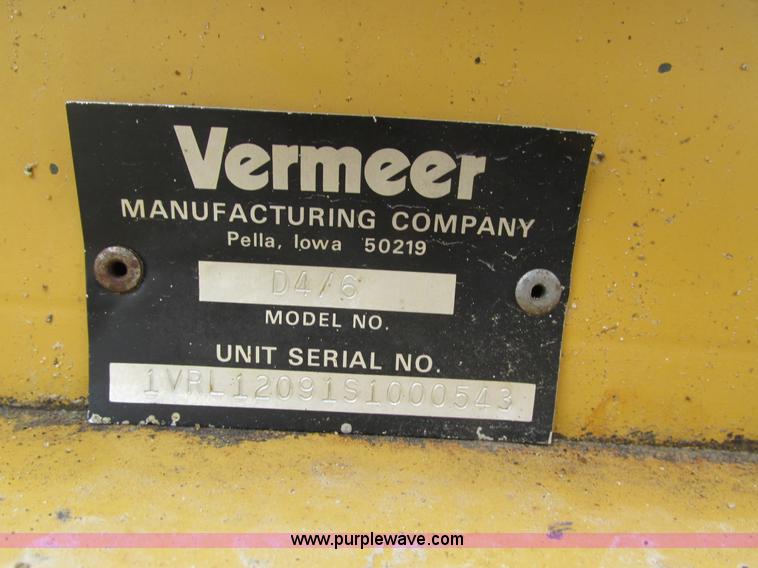 Vermeer
MANUFACTURING COMPANY
Pella, Iowa 50219
D4/6
MODEL NO.
UNIT SERIAL NO.
1VRL12091S1000543
www.purplewave.com